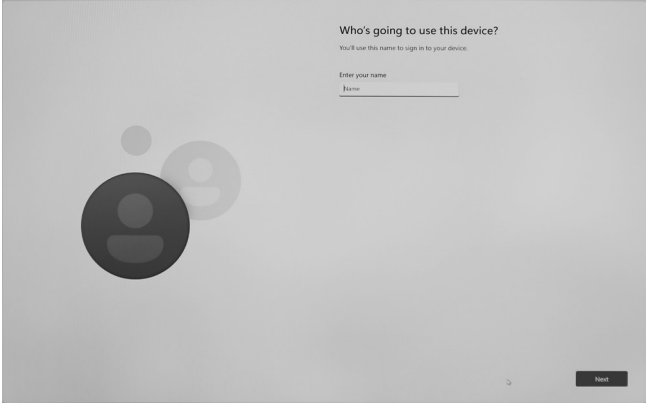 Who's going to use this device?
You'll use this name to sign in to your device.
Enter your name
Name
Next